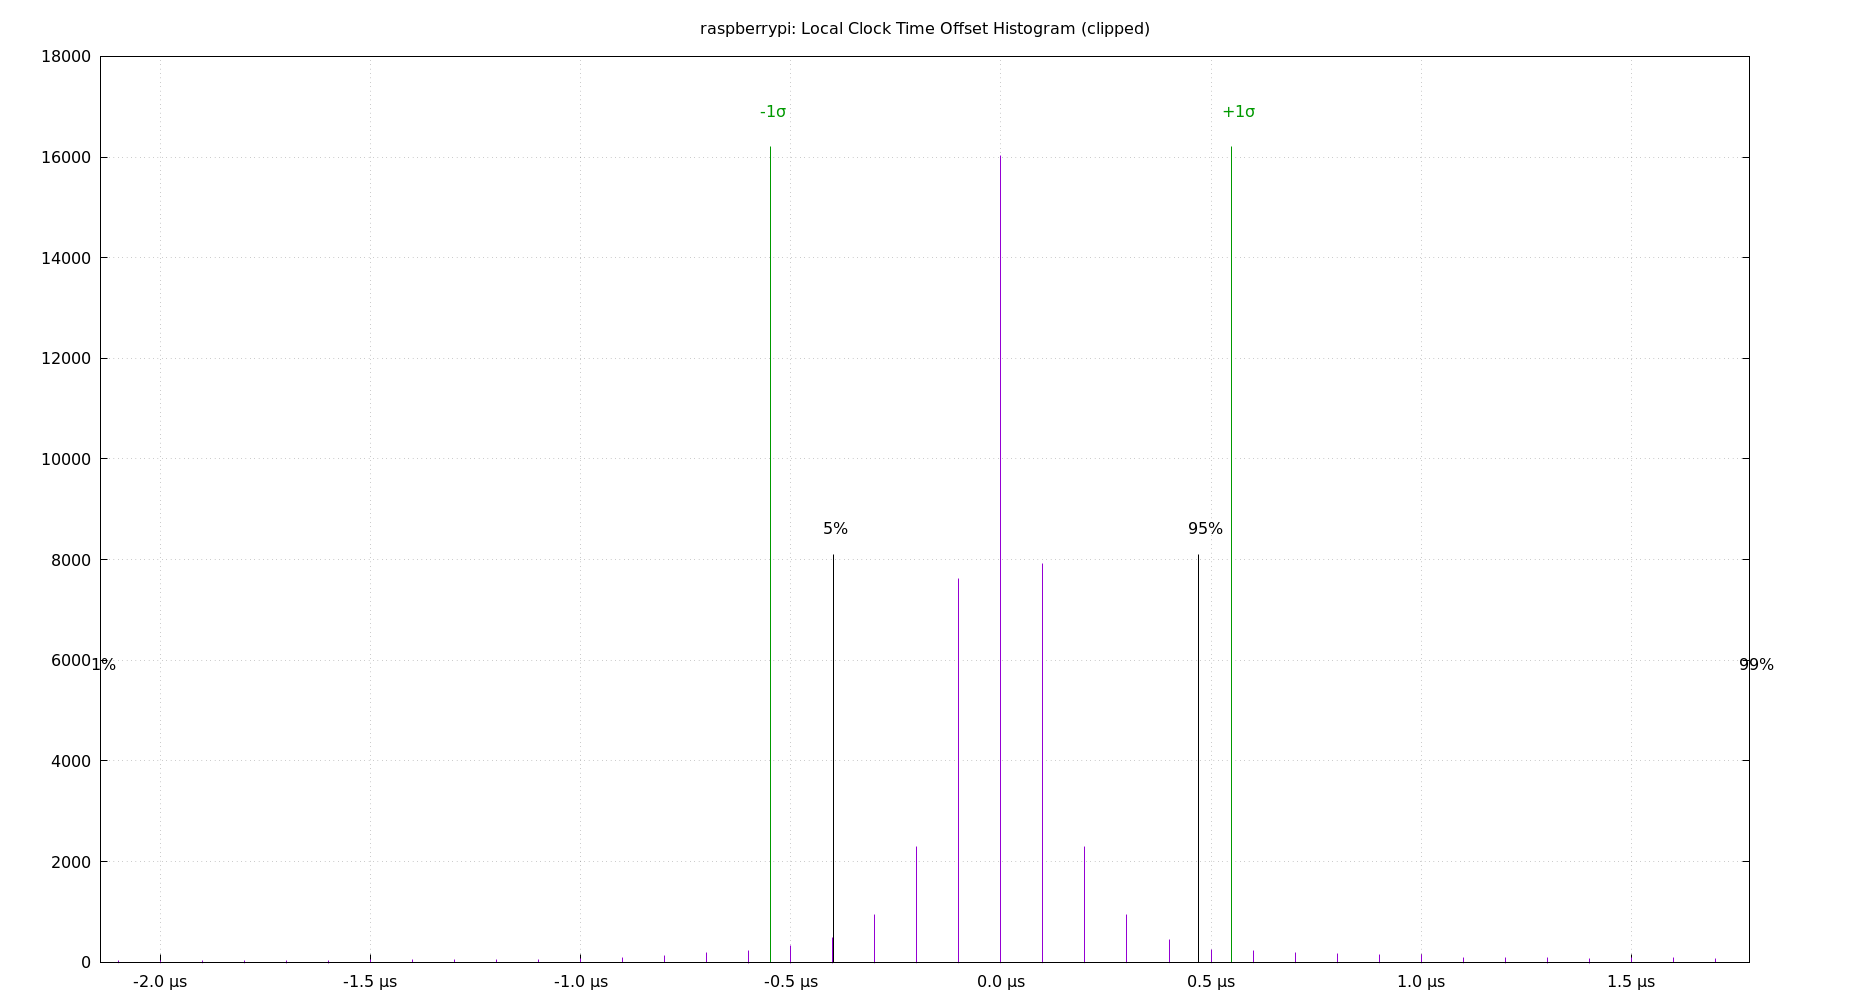 raspberrypi: Local Clock Time Offset Histogram (clipped)
18000
-1σ +1σ
16000
14000
12000
10000
5% 95%
8000
6000 1% 99%
4000
2000
0
-2.0 µs -1.5 µs -1.0 µs -0.5 µs 0.0 µs 0.5 µs 1.0 µs 1.5 µs